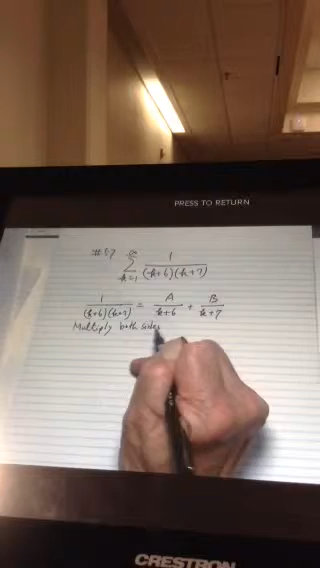 PRESS TO RETURN
#57 ∞ ∑ k=1 1/((k+6)(k+7))
1/((k+6)(k+7)) = A/(k+6) + B/(k+7)
Multiply both sides
CRESTRON